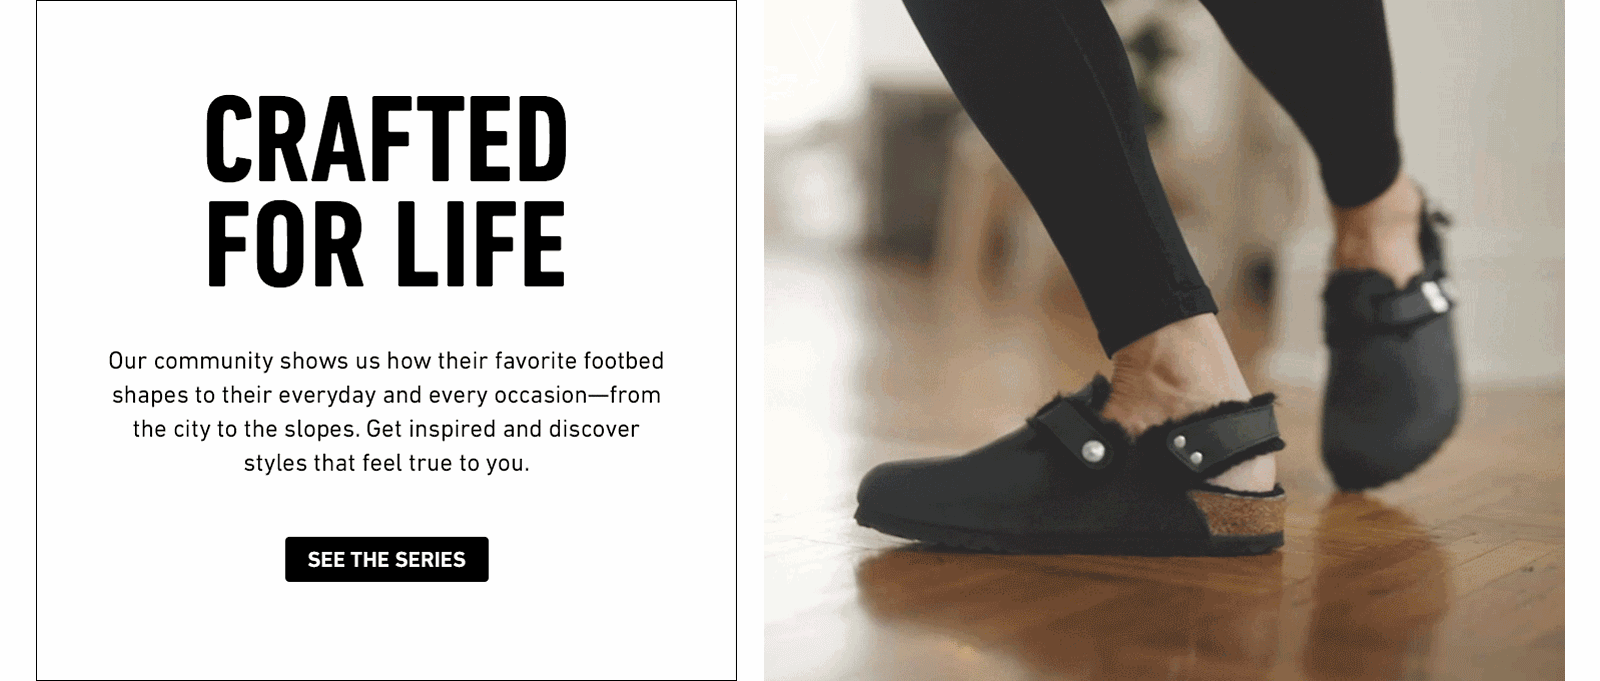 CRAFTED
FOR LIFE
Our community shows us how their favorite footbed
shapes to their everyday and every occasion—from
the city to the slopes. Get inspired and discover
styles that feel true to you.
SEE THE SERIES